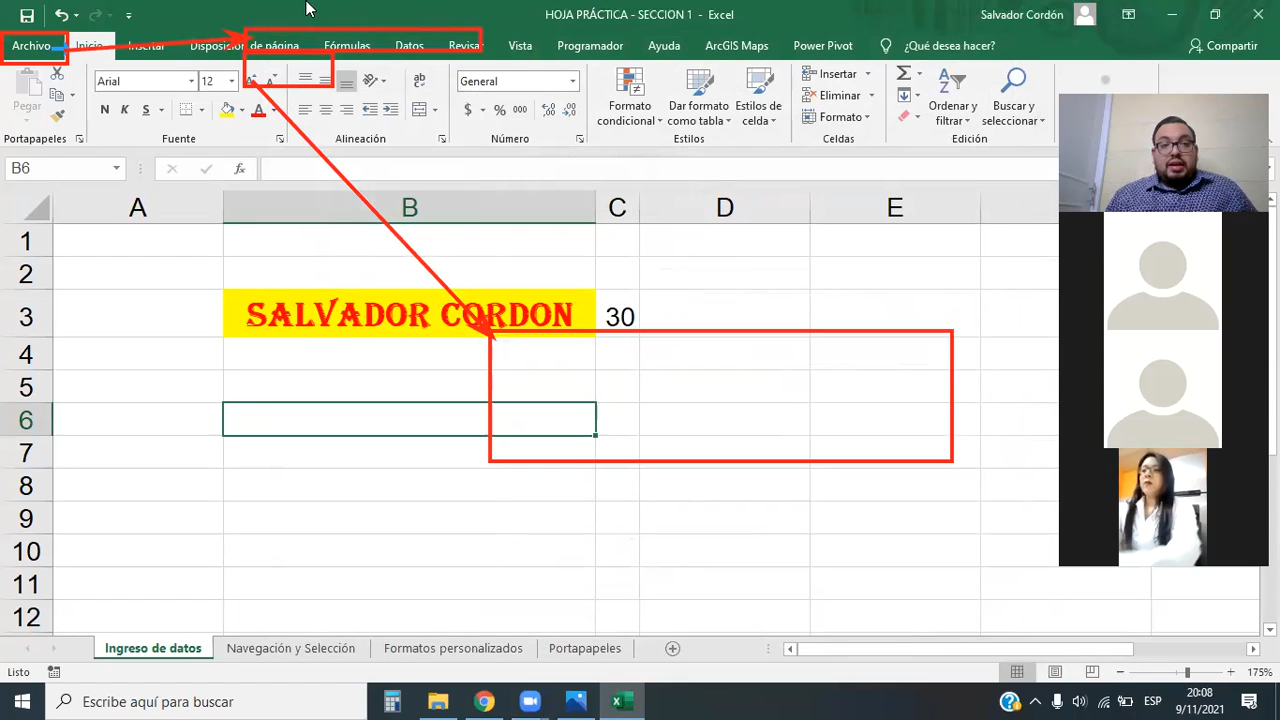 HOJA PRÁCTICA - SECCION 1 - Excel
Salvador Cordón
Archivo Inicio Insertar Disposición de página Fórmulas Datos Revisar Vista Programador Ayuda ArcGIS Maps Power Pivot ¿Qué desea hacer? Compartir
Pegar
Arial 12
N K S
ab
General
$ % 000
Formato condicional
Dar formato como tabla
Estilos de celda
Insertar
Eliminar
Formato
Ordenar y filtrar
Buscar y seleccionar
Portapapeles Fuente Alineación Número Estilos Celdas Edición
B6 fx
A B C D E
1
2
3 SALVADOR CORDON 30
4
5
6
7
8
9
10
11
12
Ingreso de datos Navegación y Selección Formatos personalizados Portapapeles
Listo 175%
Escribe aquí para buscar
ESP
20:08
9/11/2021